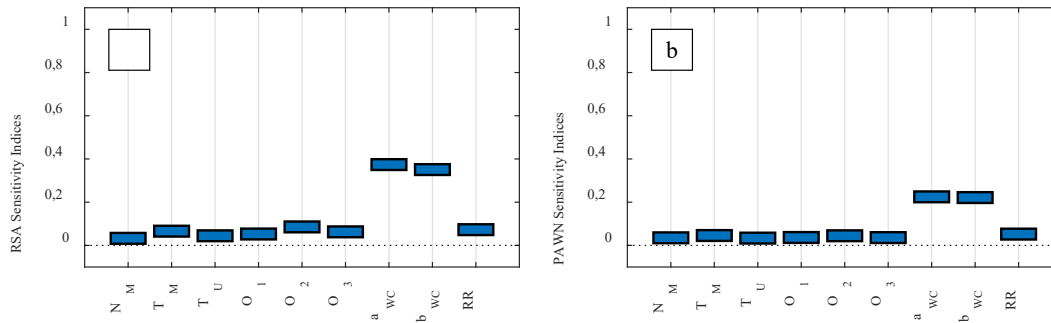 1
0,8
0,6
0,4
0,2
0
RSA Sensitivity Indices
N M
T M
T U
O 1
O 2
O 3
a WC
b WC
RR
b
1
0,8
0,6
0,4
0,2
0
PAWN Sensitivity Indices
N M
T M
T U
O 1
O 2
O 3
a WC
b WC
RR